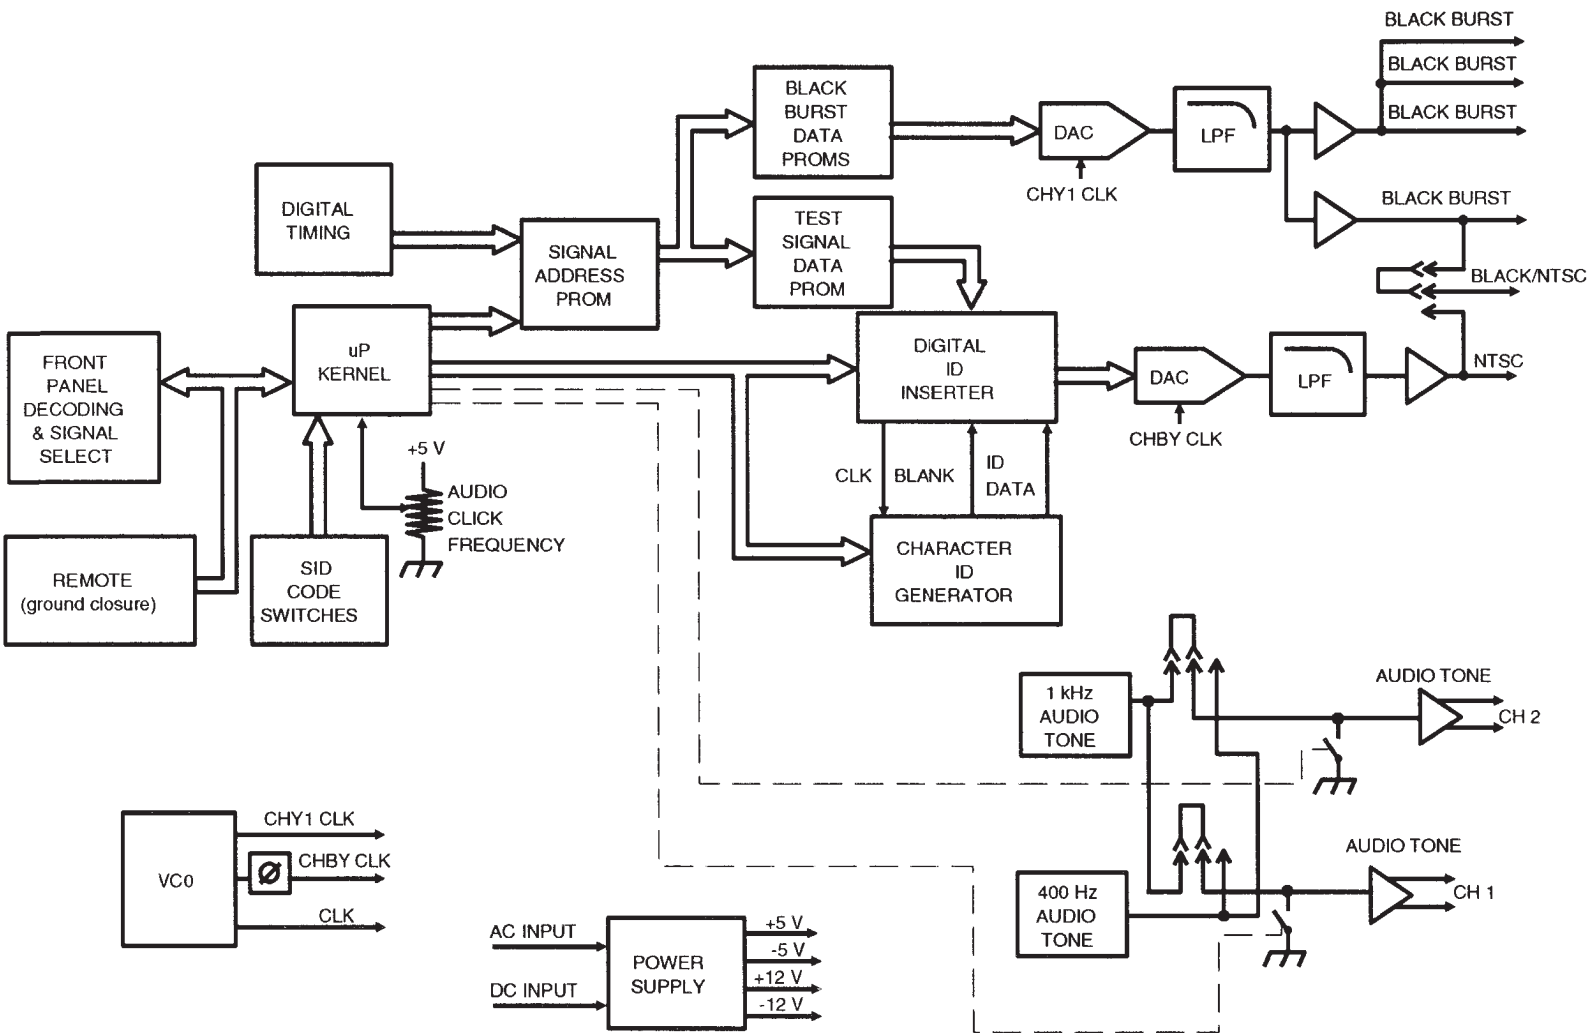 BLACK BURST
BLACK BURST
BLACK BURST
BLACK
BURST
DATA
PROMS
DAC
LPF
CHY1 CLK
BLACK BURST
DIGITAL
TIMING
TEST
SIGNAL
DATA
PROM
SIGNAL
ADDRESS
PROM
BLACK/NTSC
FRONT
PANEL
DECODING
& SIGNAL
SELECT
uP
KERNEL
DIGITAL
ID
INSERTER
DAC
LPF
NTSC
CHBY CLK
+5 V
AUDIO
CLICK
FREQUENCY
CLK
BLANK
ID
DATA
REMOTE
(ground closure)
SID
CODE
SWITCHES
CHARACTER
ID
GENERATOR
1 kHz
AUDIO
TONE
AUDIO TONE
CH 2
VC0
CHY1 CLK
Ø
CHBY CLK
CLK
400 Hz
AUDIO
TONE
AUDIO TONE
CH 1
AC INPUT
DC INPUT
POWER
SUPPLY
+5 V
-5 V
+12 V
-12 V